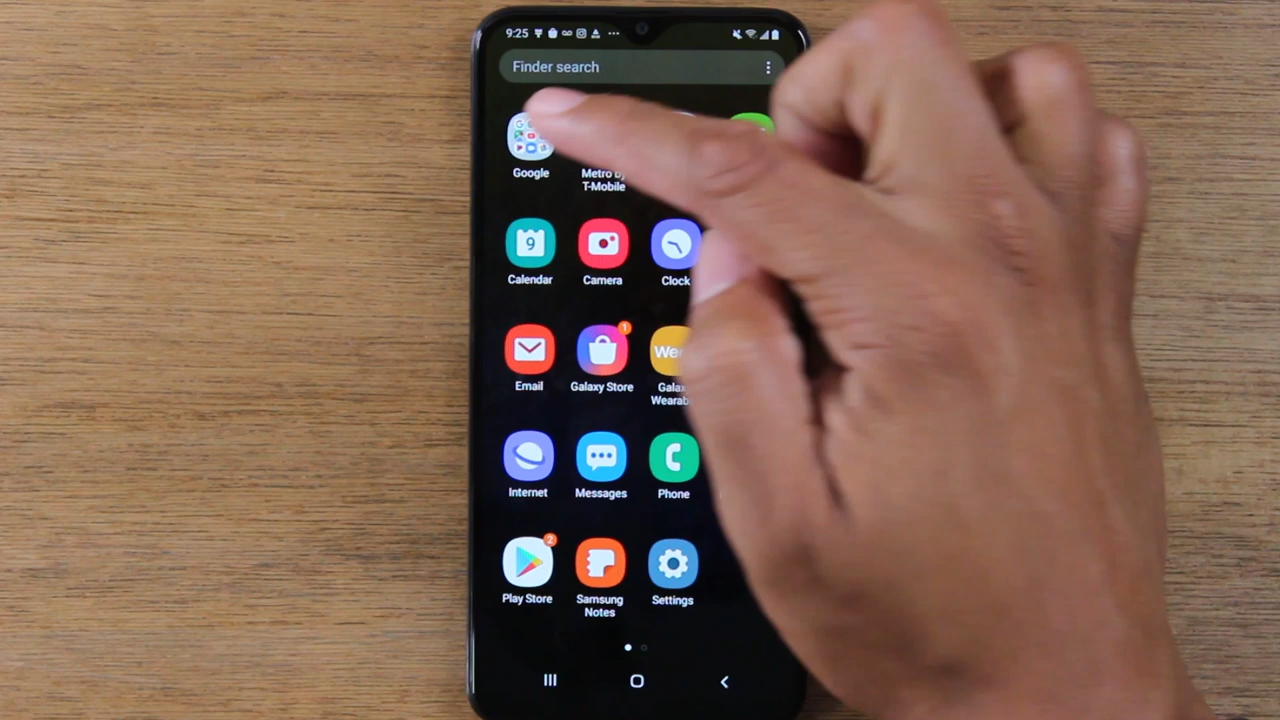 9:25
Finder search
Google
Metro by
T-Mobile
9
Calendar
Camera
Clock
1
Email
Galaxy Store
Internet
Messages
Phone
2
Play Store
Samsung
Notes
Settings